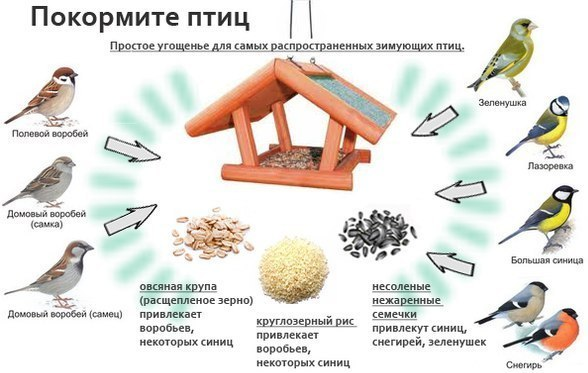 Покормите птиц
Простое угощенье для самых распространенных зимующих птиц.
Полевой воробей
Домовый воробей
(самка)
Домовый воробей (самец)
Зеленушка
Лазоревка
Большая синица
Снегирь
овсяная крупа
(расщепленое зерно)
привлекает
воробьев,
некоторых синиц
круглозерный рис
привлекает
воробьев,
некоторых синиц
несоленые
нежаренные
семечки
привлекут синиц,
снегирей, зеленушек